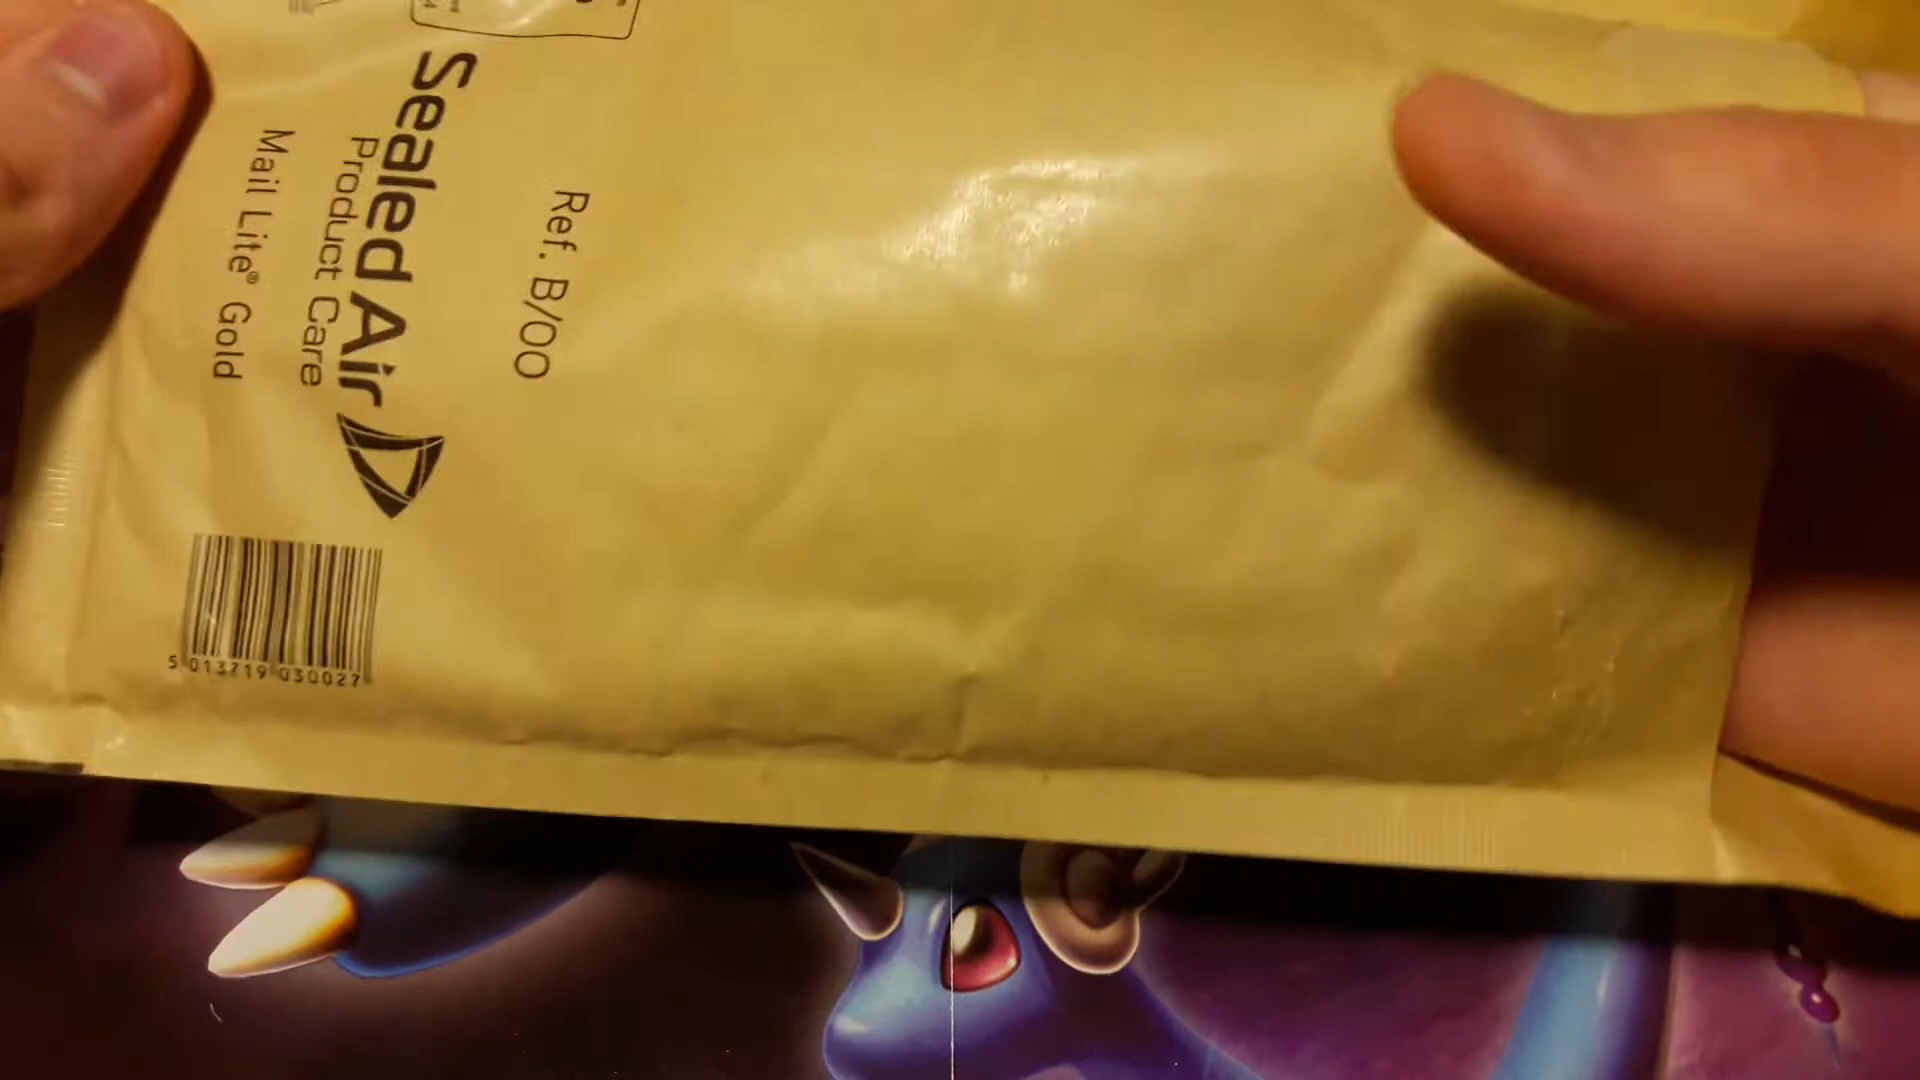 Ref. B/00
Sealed Air
Product Care
Mail Lite® Gold
5 013719 030027